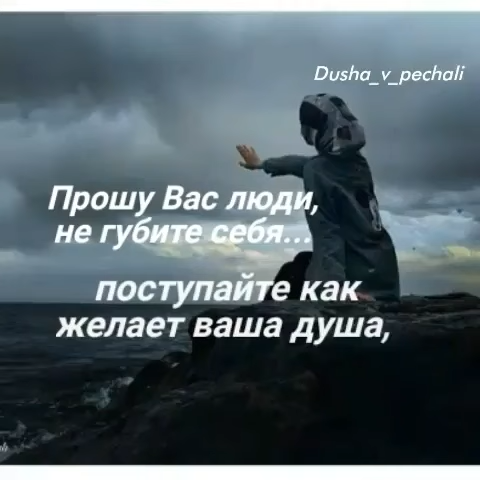 Dusha_v_pechali
Прошу Вас люди,
не губите себя...
поступайте как
желает ваша душа,